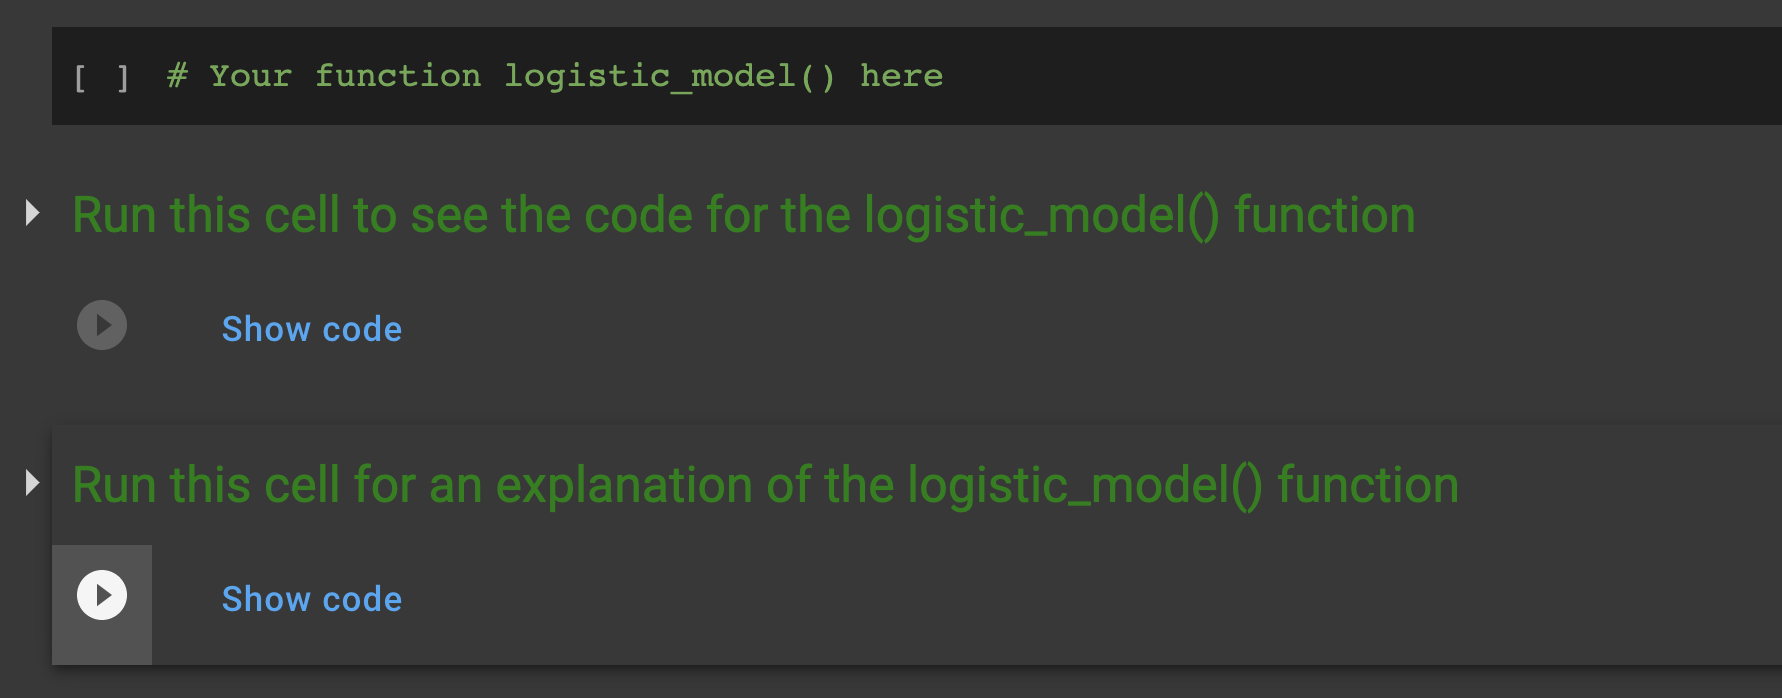 [ ] # Your function logistic_model() here
Run this cell to see the code for the logistic_model() function
Show code
Run this cell for an explanation of the logistic_model() function
Show code